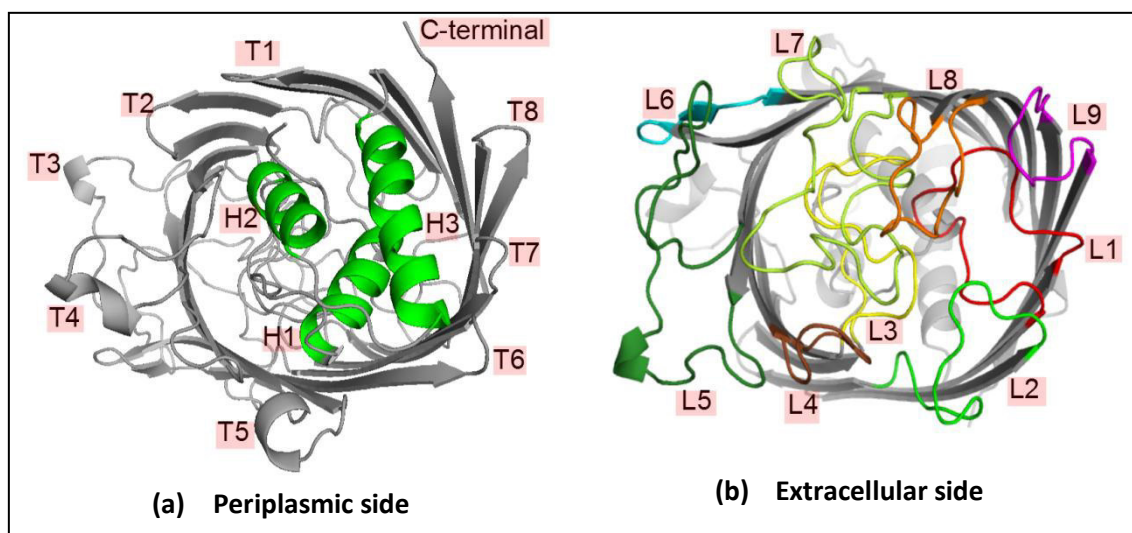 C-terminal
T1
T2
T8
T3
H2
H3
T7
T4
H1
T6
T5
(a) Periplasmic side
L7
L6
L8
L9
L1
L3
L2
L5
L4
(b) Extracellular side